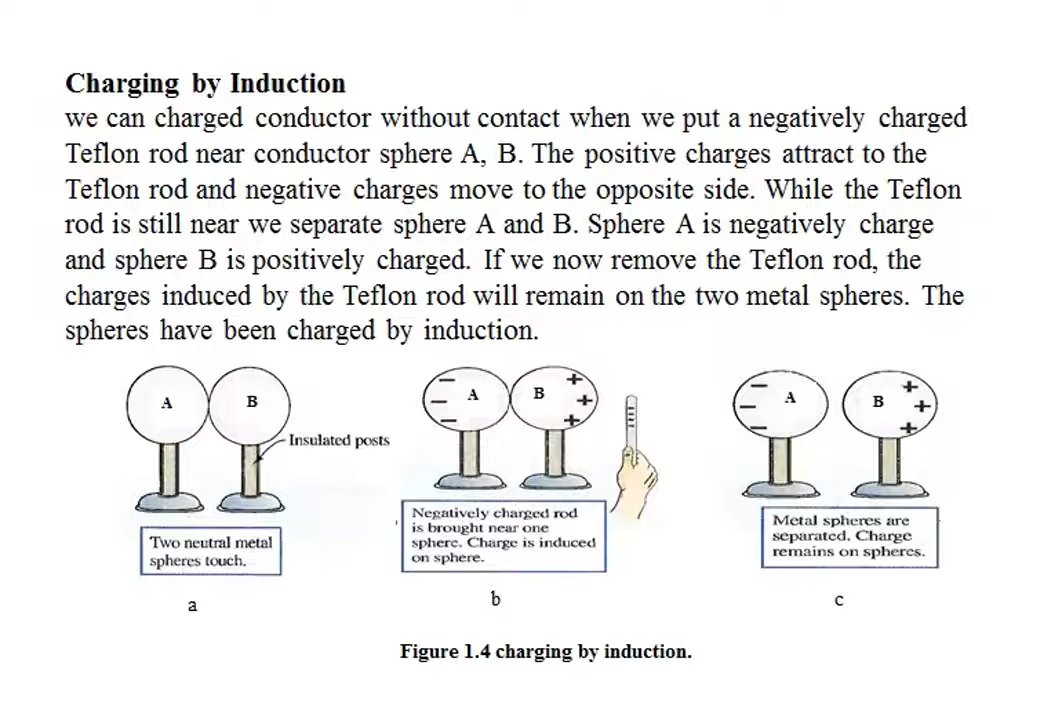 Charging by Induction
we can charged conductor without contact when we put a negatively charged
Teflon rod near conductor sphere A, B. The positive charges attract to the
Teflon rod and negative charges move to the opposite side. While the Teflon
rod is still near we separate sphere A and B. Sphere A is negatively charge
and sphere B is positively charged. If we now remove the Teflon rod, the
charges induced by the Teflon rod will remain on the two metal spheres. The
spheres have been charged by induction.
A
B
Insulated posts
Two neutral metal
spheres touch.
a
A
B
Negatively charged rod
is brought near one
sphere. Charge is induced
on sphere.
b
A
B
Metal spheres are
separated. Charge
remains on spheres.
c
Figure 1.4 charging by induction.